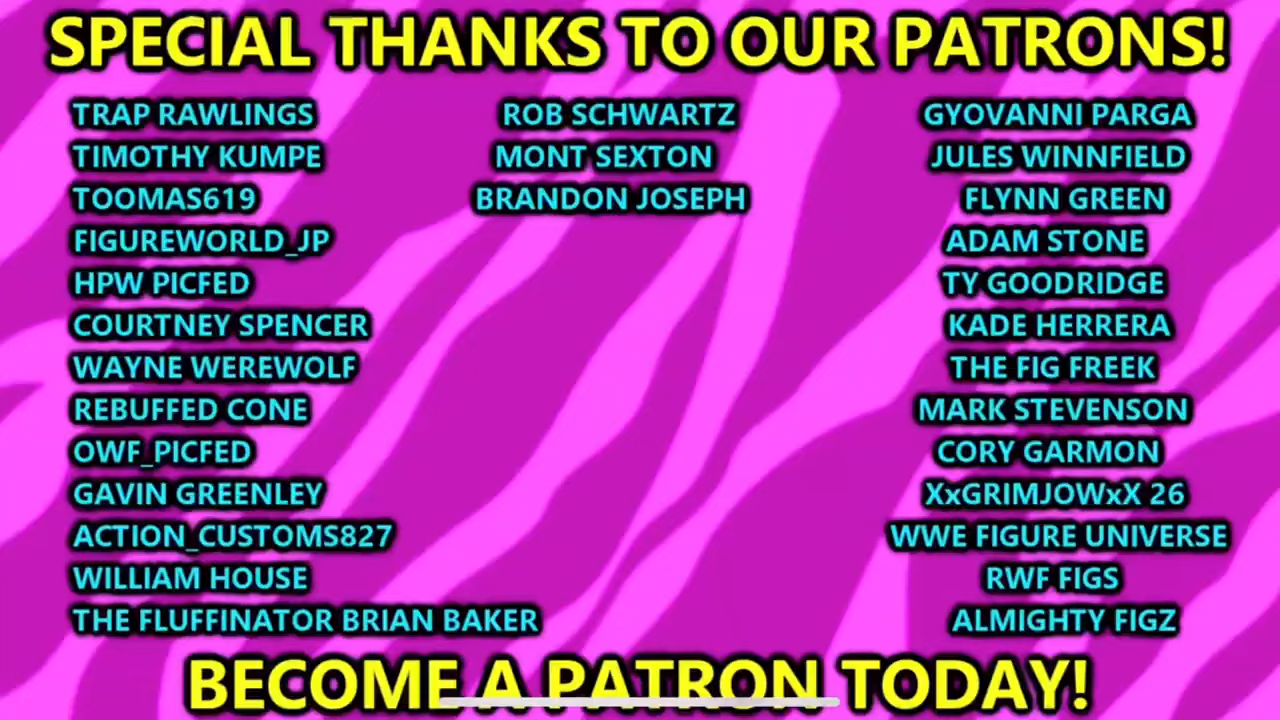 SPECIAL THANKS TO OUR PATRONS!
TRAP RAWLINGS
TIMOTHY KUMPE
TOOMAS619
FIGUREWORLD_JP
HPW PICFED
COURTNEY SPENCER
WAYNE WEREWOLF
REBUFFED CONE
OWF_PICFED
GAVIN GREENLEY
ACTION_CUSTOMS827
WILLIAM HOUSE
THE FLUFFINATOR BRIAN BAKER
ROB SCHWARTZ
MONT SEXTON
BRANDON JOSEPH
GYOVANNI PARGA
JULES WINNFIELD
FLYNN GREEN
ADAM STONE
TY GOODRIDGE
KADE HERRERA
THE FIG FREEK
MARK STEVENSON
CORY GARMON
XxGRIMJOWxX 26
WWE FIGURE UNIVERSE
RWF FIGS
ALMIGHTY FIGZ
BECOME A PATRON TODAY!